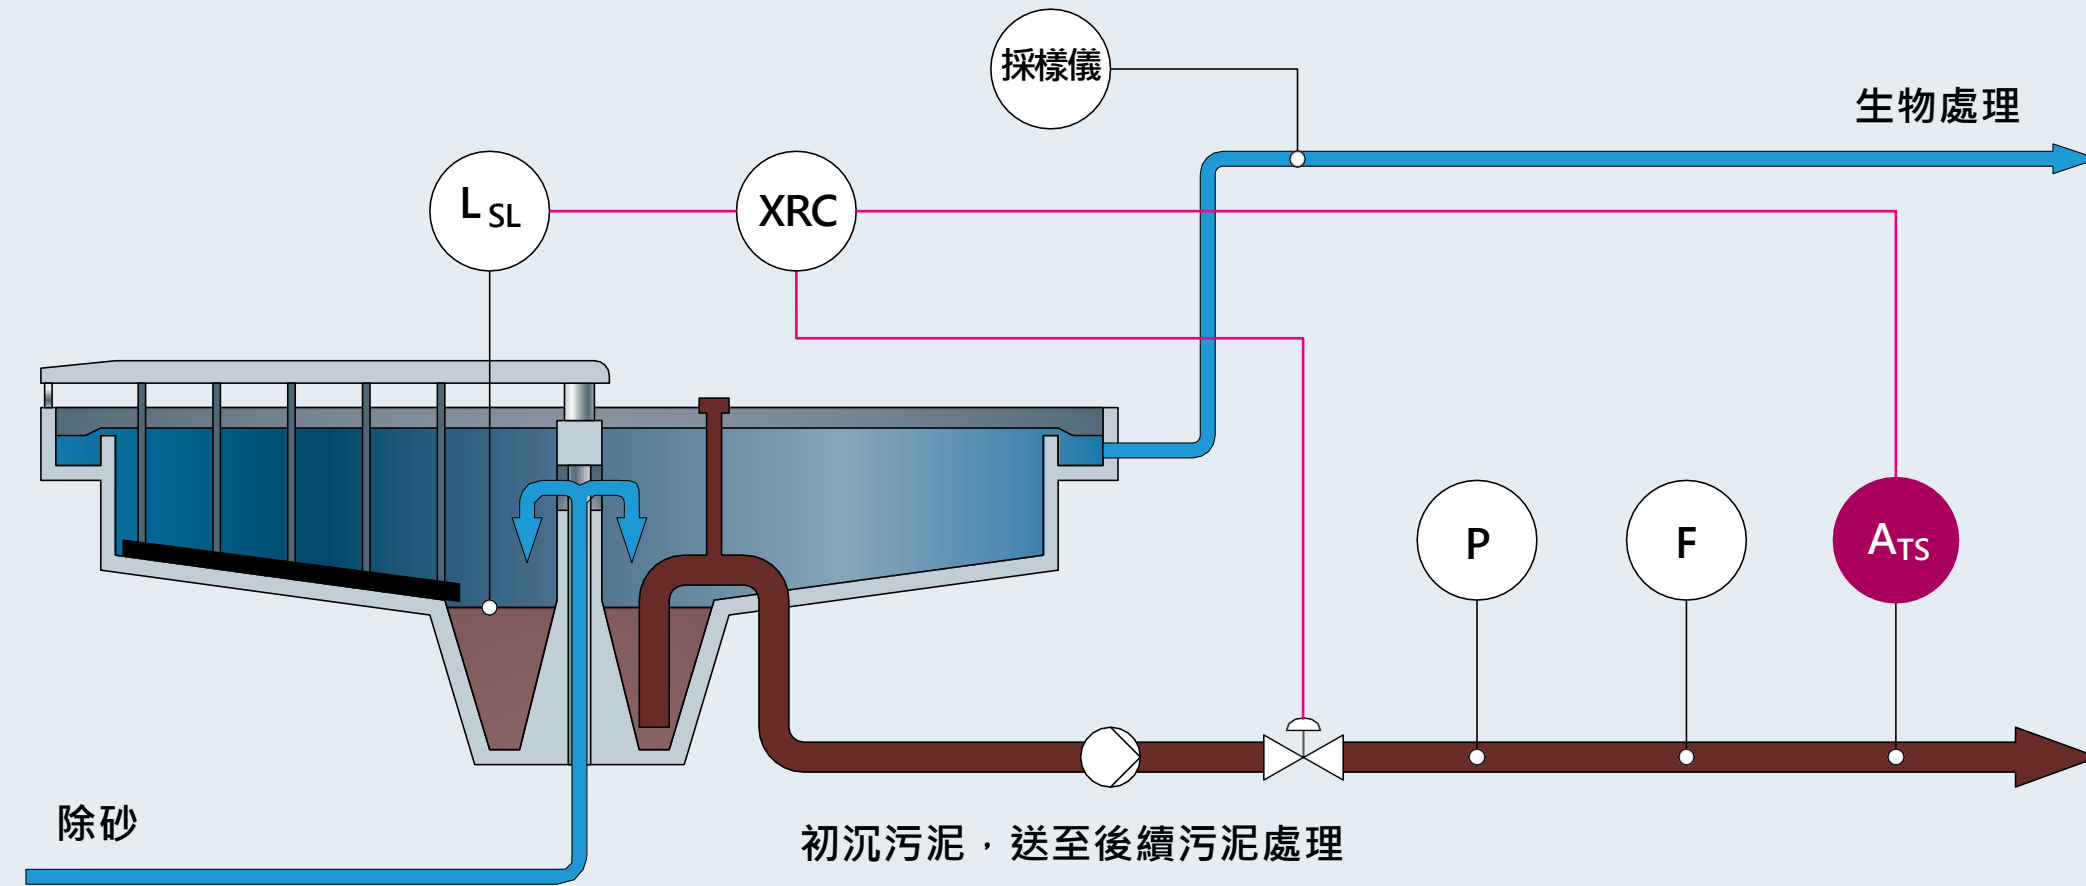 採樣儀
生物處理
L SL
XRC
P
F
ATS
除砂
初沉污泥，送至後續污泥處理